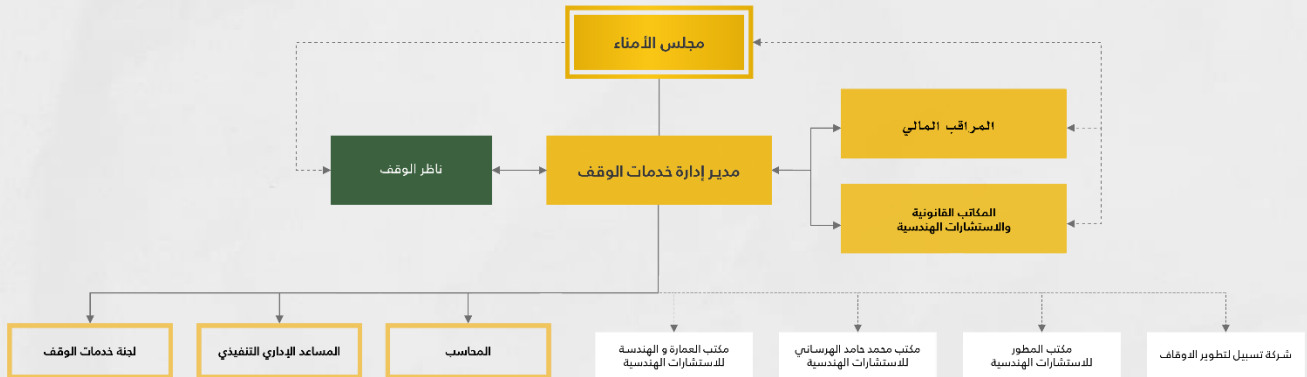 مجلس الأمناء
المراقب المالي
ناظر الوقف
مدير إدارة خدمات الوقف
المكاتب القانونية
والاستشارات الهندسية
شركة تسبيل لتطوير الاوقاف
مكتب المطور
للاستشارات الهندسية
مكتب محمد حامد الهرساني
للاستشارات الهندسية
مكتب العمارة و الهندسة
للاستشارات الهندسية
المحاسب
المساعد الإداري التنفيذي
لجنة خدمات الوقف